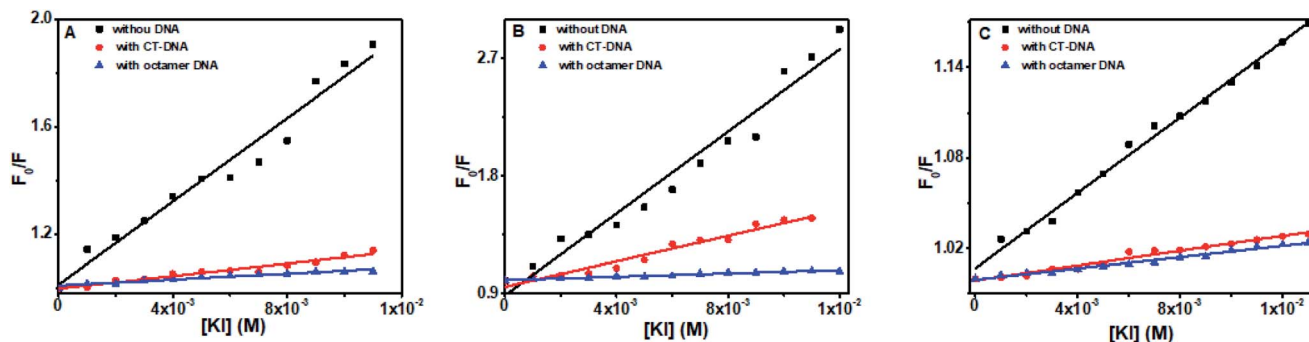 A
withou DNA
with CT-DNA
with octamer DNA
2.0
1.6
1.2
F₀/F
0 4x10⁻³ 8x10⁻³ 1x10⁻²
[KI] (M)
B
without DNA
with CT-DNA
with octamer DNA
2.7
1.8
0.9
F₀/F
0 4x10⁻³ 8x10⁻³ 1x10⁻²
[KI] (M)
C
without DNA
with CT-DNA
with octamer DNA
1.14
1.08
1.02
F₀/F
0 4x10⁻³ 8x10⁻³ 1x10⁻²
[KI] (M)